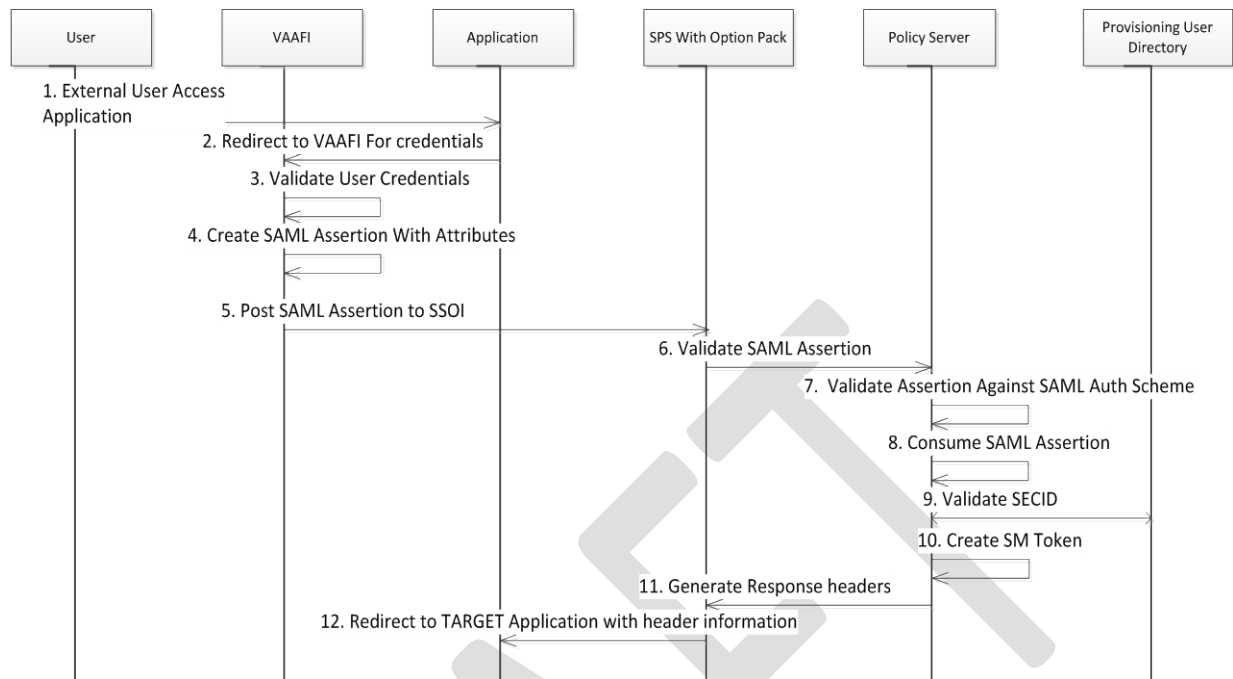 User
VAAFI
Application
SPS With Option Pack
Policy Server
Provisioning User
Directory
1. External User Access
Application
2. Redirect to VAAFI For credentials
3. Validate User Credentials
4. Create SAML Assertion With Attributes
5. Post SAML Assertion to SSOI
6. Validate SAML Assertion
7. Validate Assertion Against SAML Auth Scheme
8. Consume SAML Assertion
9. Validate SECID
10. Create SM Token
11. Generate Response headers
12. Redirect to TARGET Application with header information